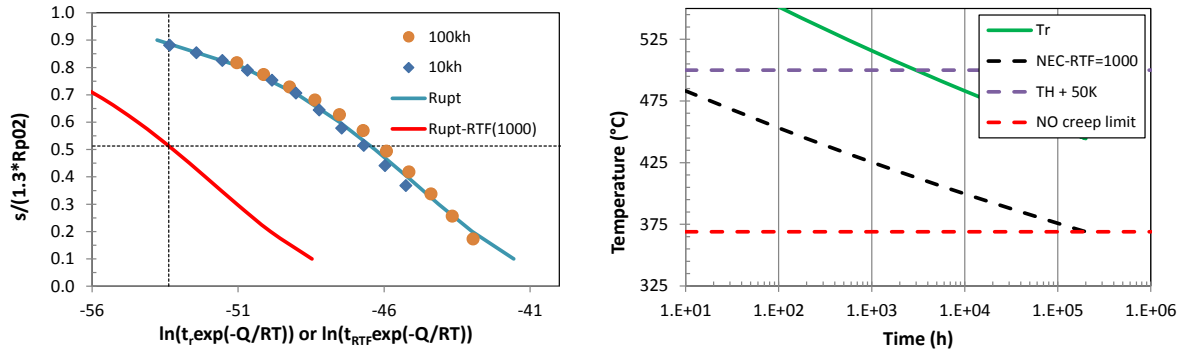 s/(1.3*Rp02)
1.0
0.9
0.8
0.7
0.6
0.5
0.4
0.3
0.2
0.1
0.0
100kh
10kh
Rupt
Rupt-RTF(1000)
-56
-51
-46
-41
ln(trexp(-Q/RT)) or ln(tRTFexp(-Q/RT))
Temperature (°C)
525
475
425
375
325
Tr
NEC-RTF=1000
TH + 50K
NO creep limit
1.E+01
1.E+02
1.E+03
1.E+04
1.E+05
1.E+06
Time (h)